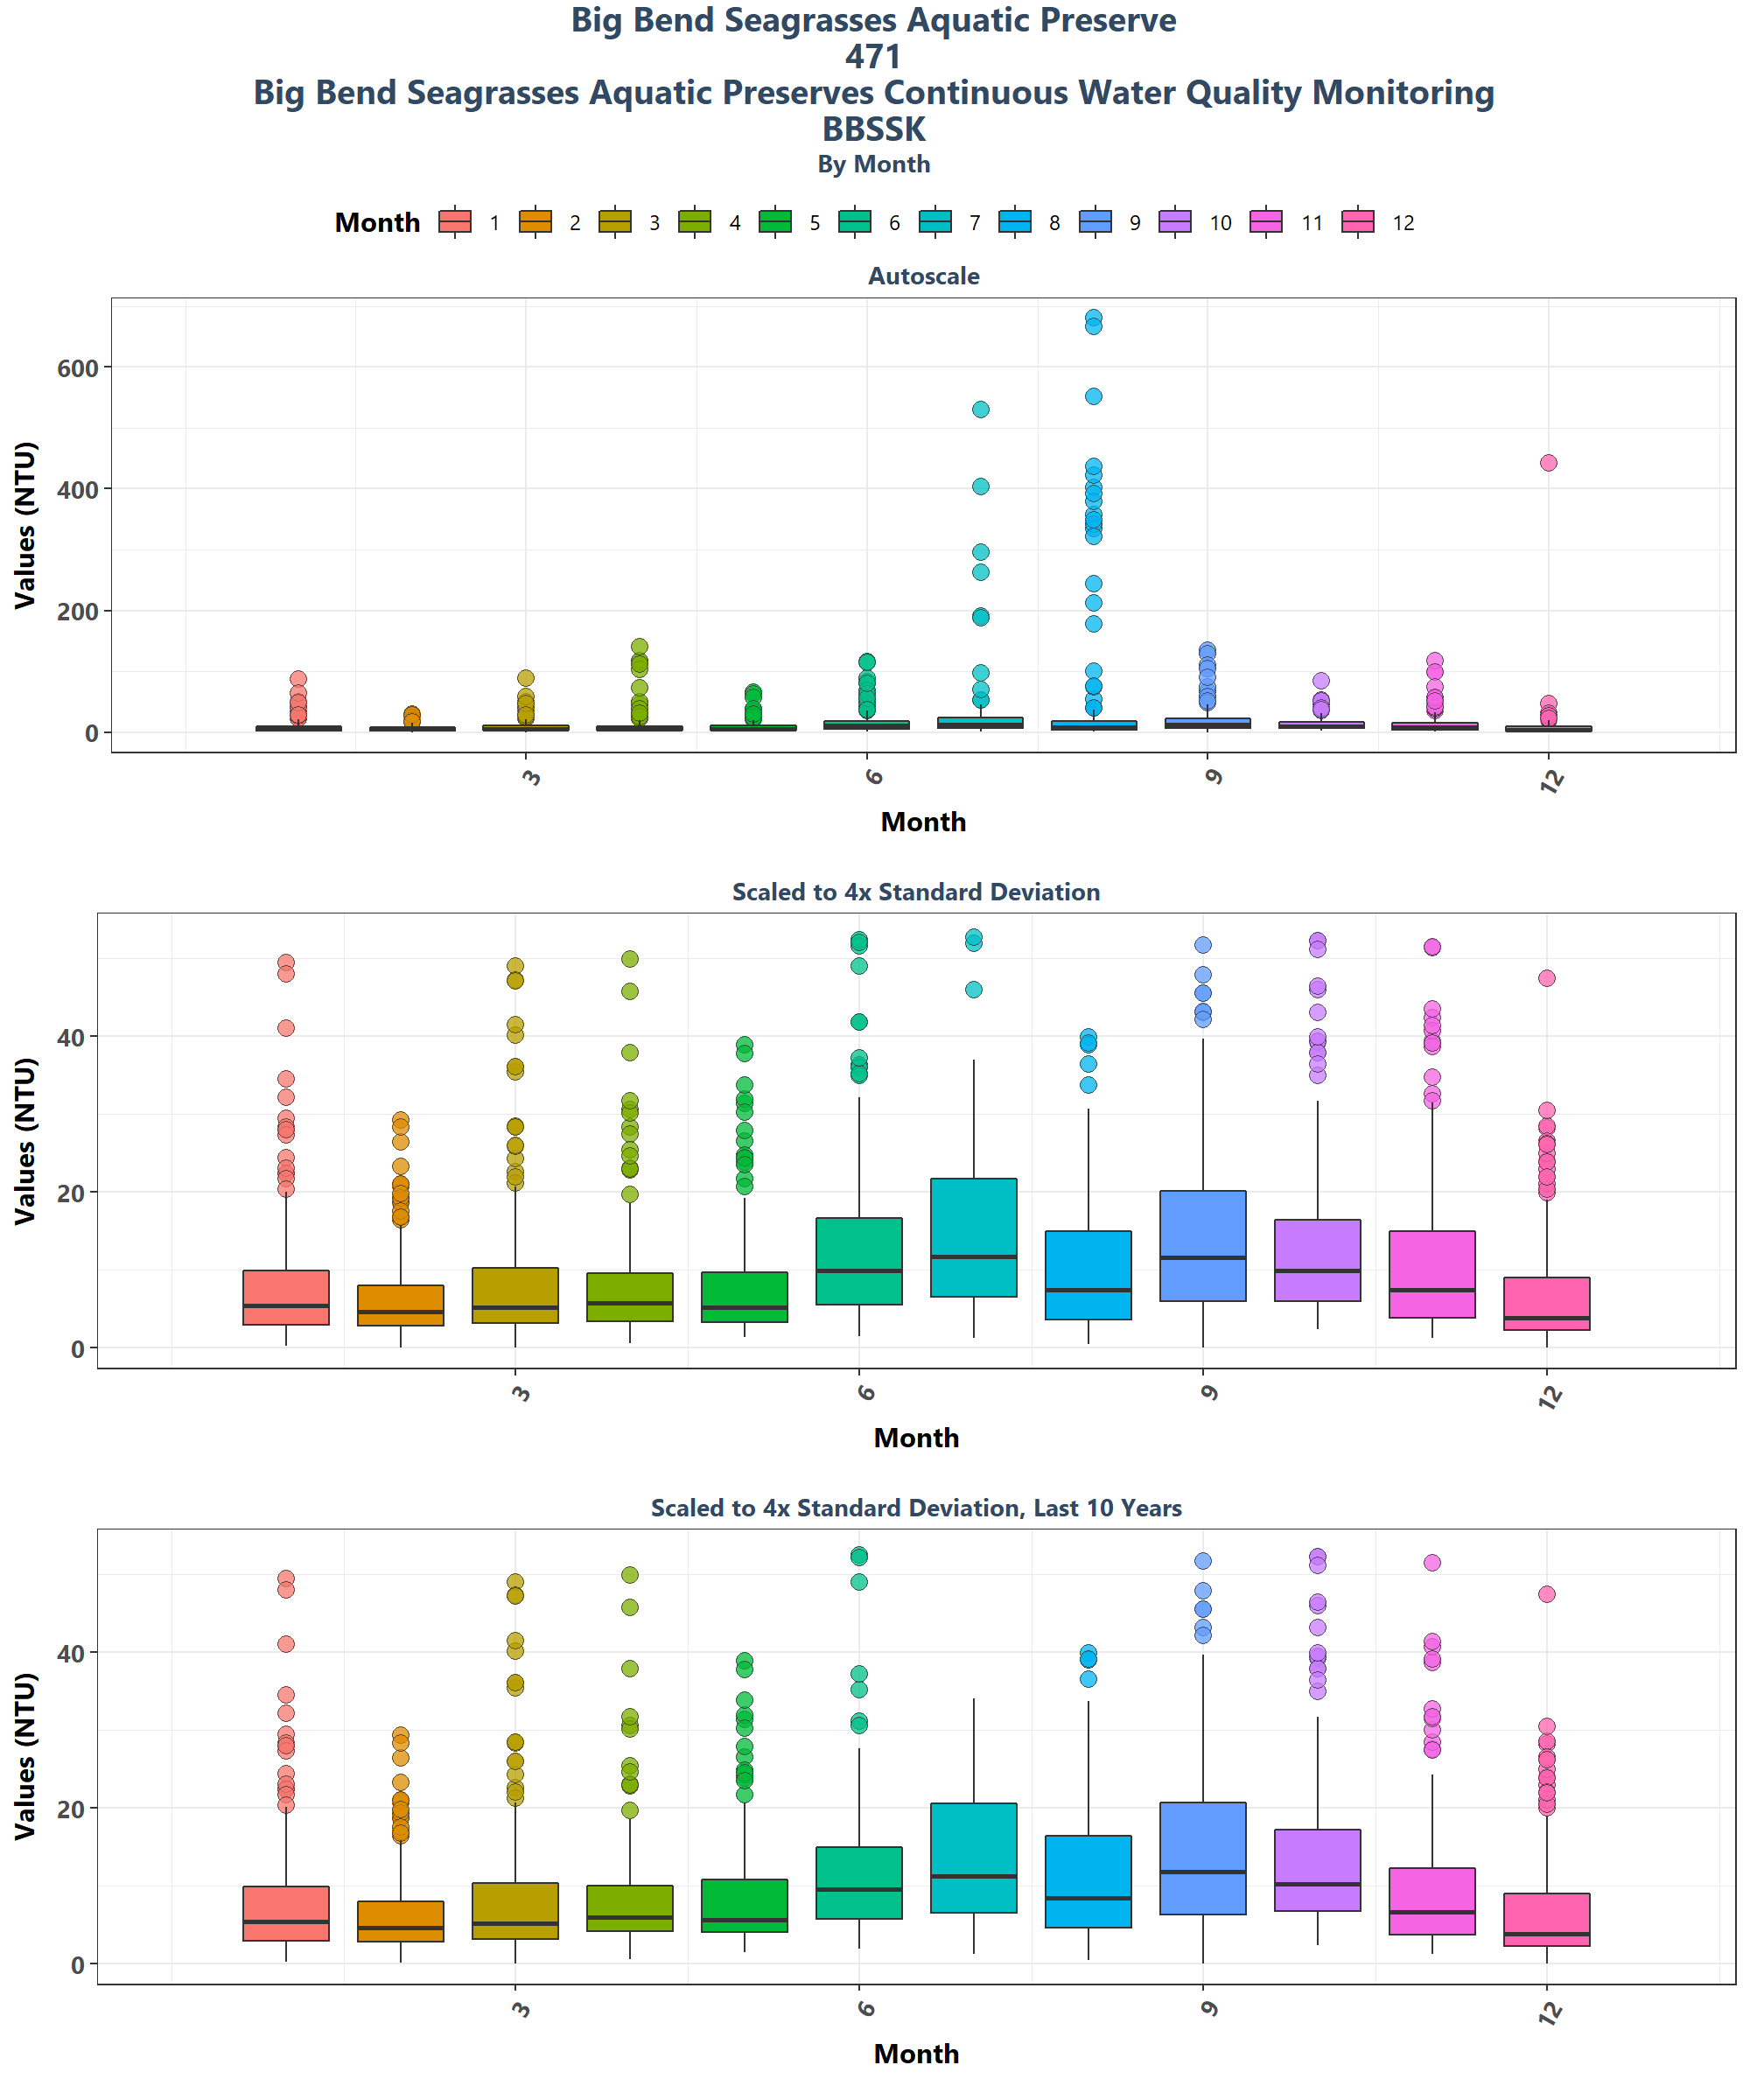 Big Bend Seagrasses Aquatic Preserve
471
Big Bend Seagrasses Aquatic Preserves Continuous Water Quality Monitoring
BBSSK
By Month
Month 1 2 3 4 5 6 7 8 9 10 11 12
Autoscale
Values (NTU)
600
400
200
0
3 6 9 12
Month
Scaled to 4x Standard Deviation
Values (NTU)
40
20
0
3 6 9 12
Month
Scaled to 4x Standard Deviation, Last 10 Years
Values (NTU)
40
20
0
3 6 9 12
Month